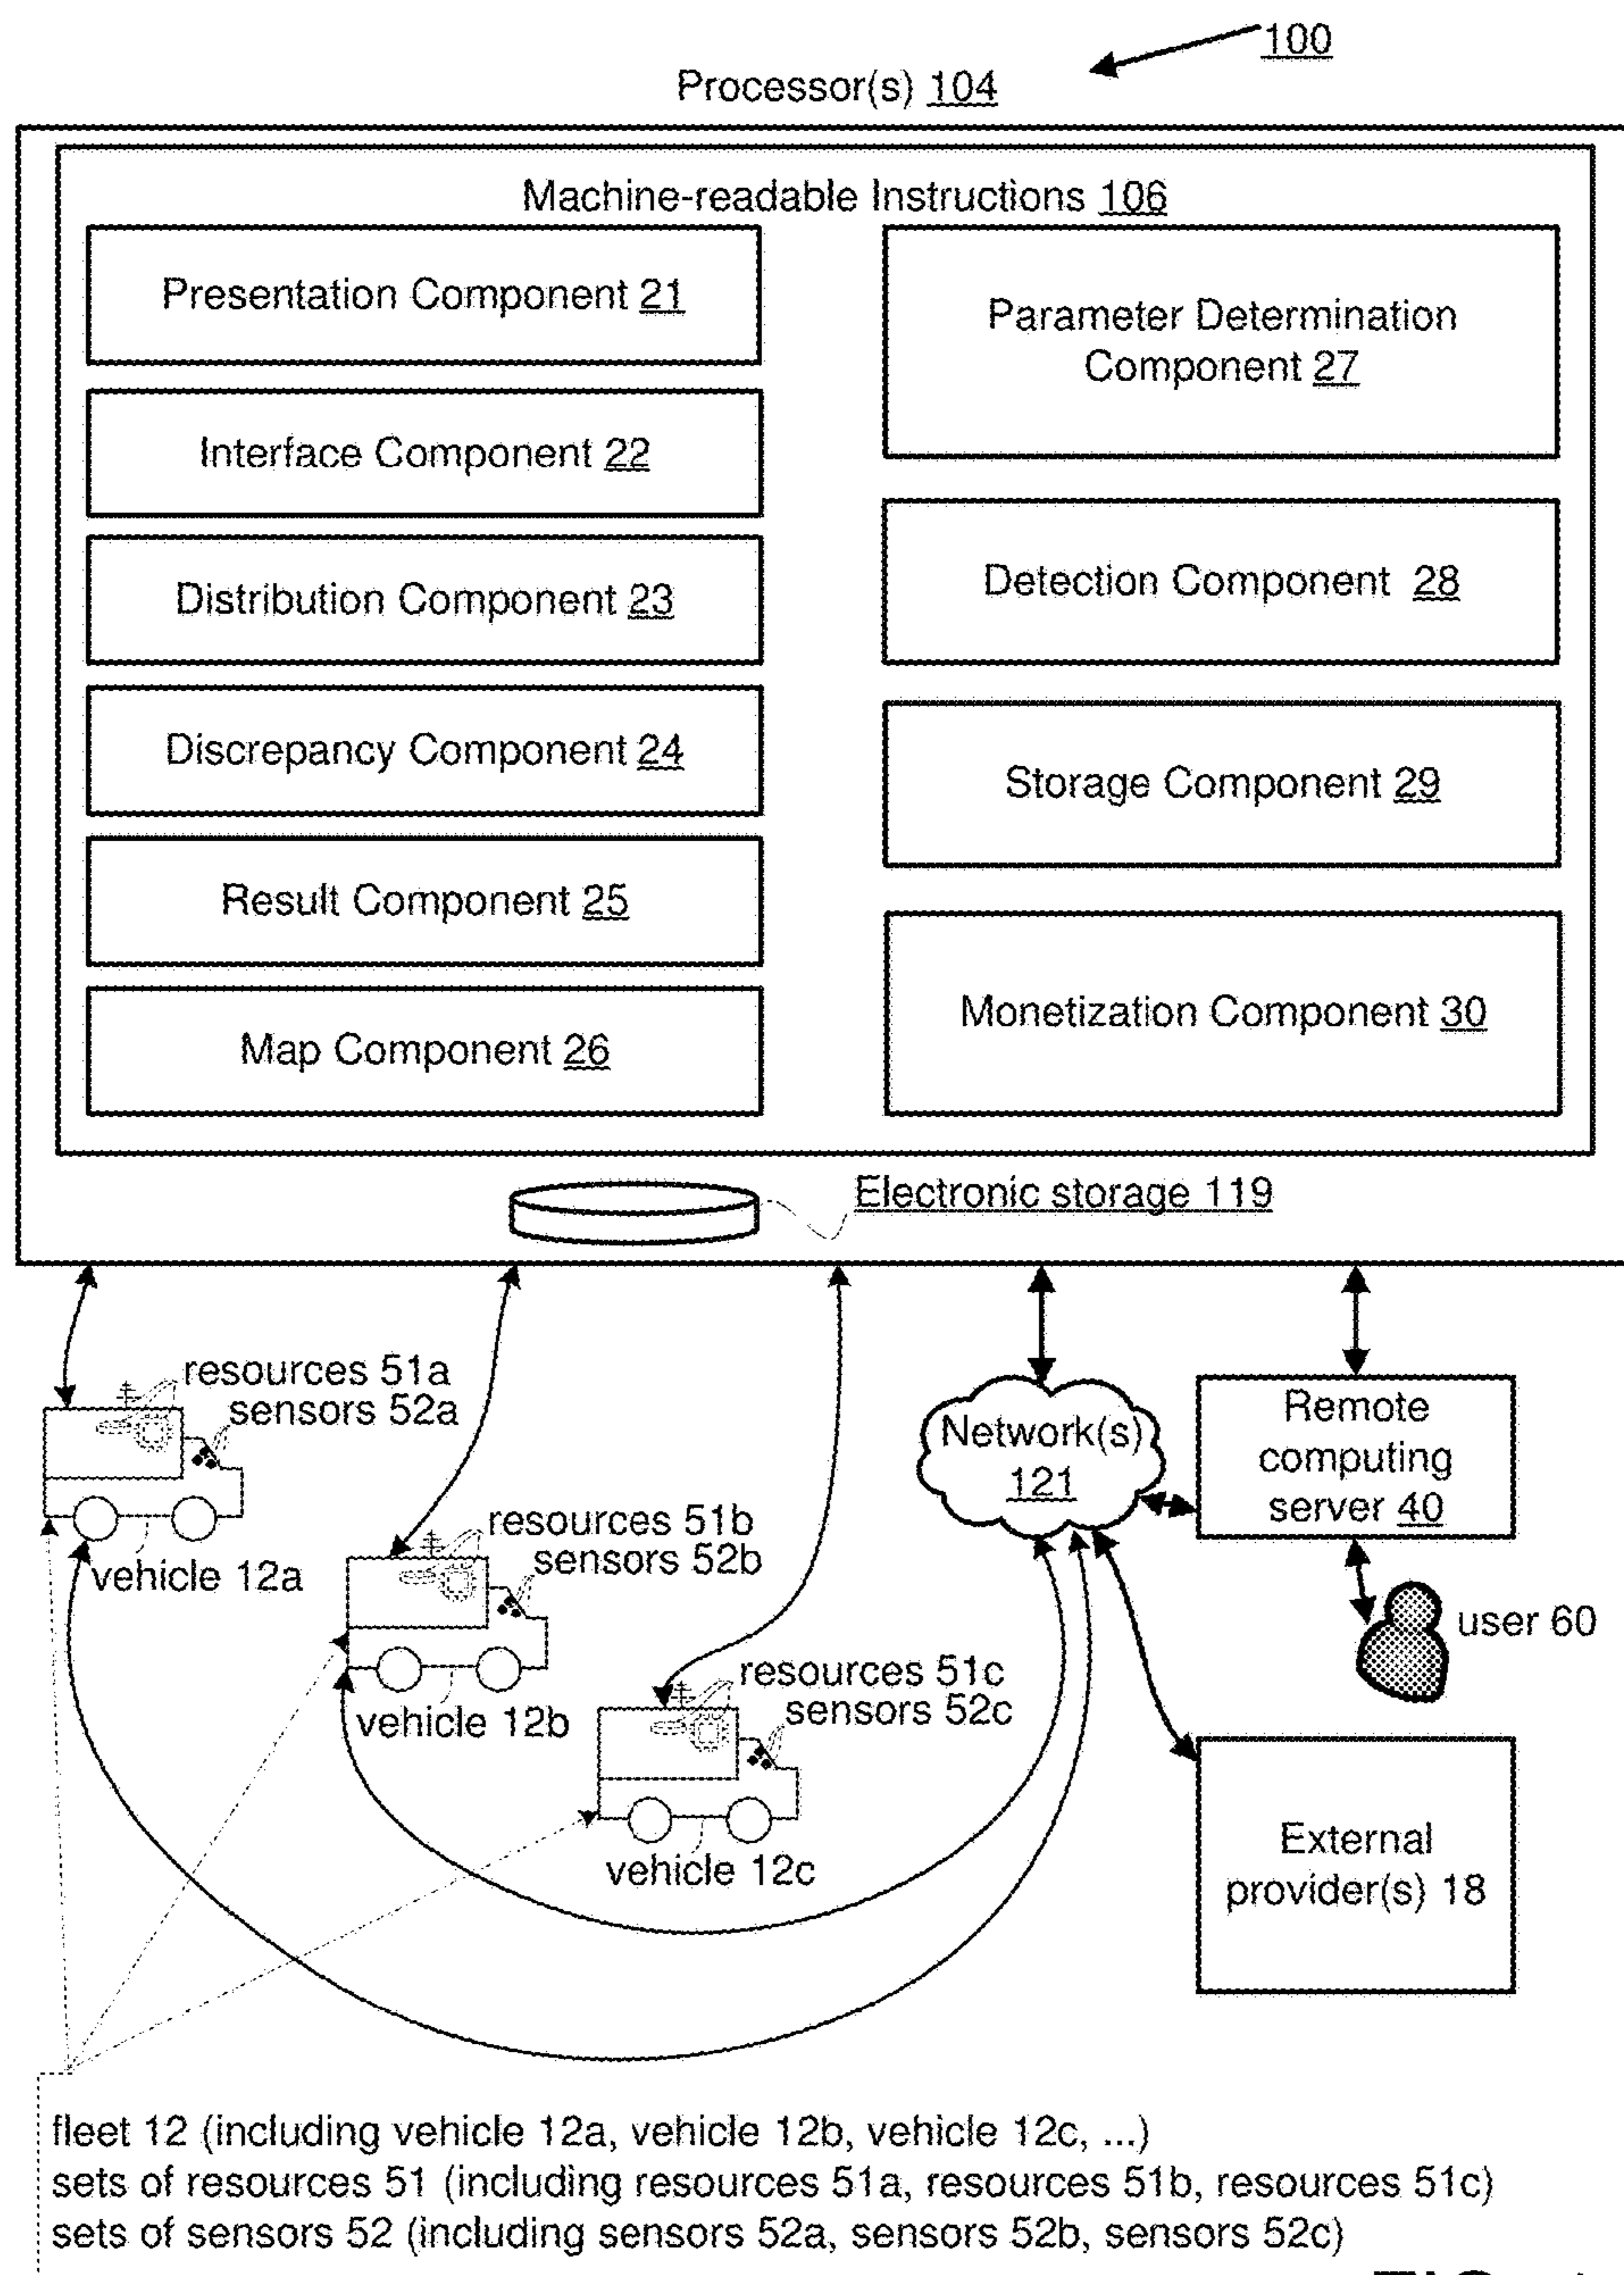 100
Processor(s) 104
Machine-readable Instructions 106
Presentation Component 21
Interface Component 22
Distribution Component 23
Discrepancy Component 24
Result Component 25
Map Component 26
Parameter Determination
Component 27
Detection Component 28
Storage Component 29
Monetization Component 30
Electronic storage 119
resources 51a
sensors 52a
vehicle 12a
resources 51b
sensors 52b
vehicle 12b
resources 51c
sensors 52c
vehicle 12c
Network(s)
121
Remote
computing
server 40
user 60
External
provider(s) 18
fleet 12 (including vehicle 12a, vehicle 12b, vehicle 12c, ...)
sets of resources 51 (including resources 51a, resources 51b, resources 51c)
sets of sensors 52 (including sensors 52a, sensors 52b, sensors 52c)